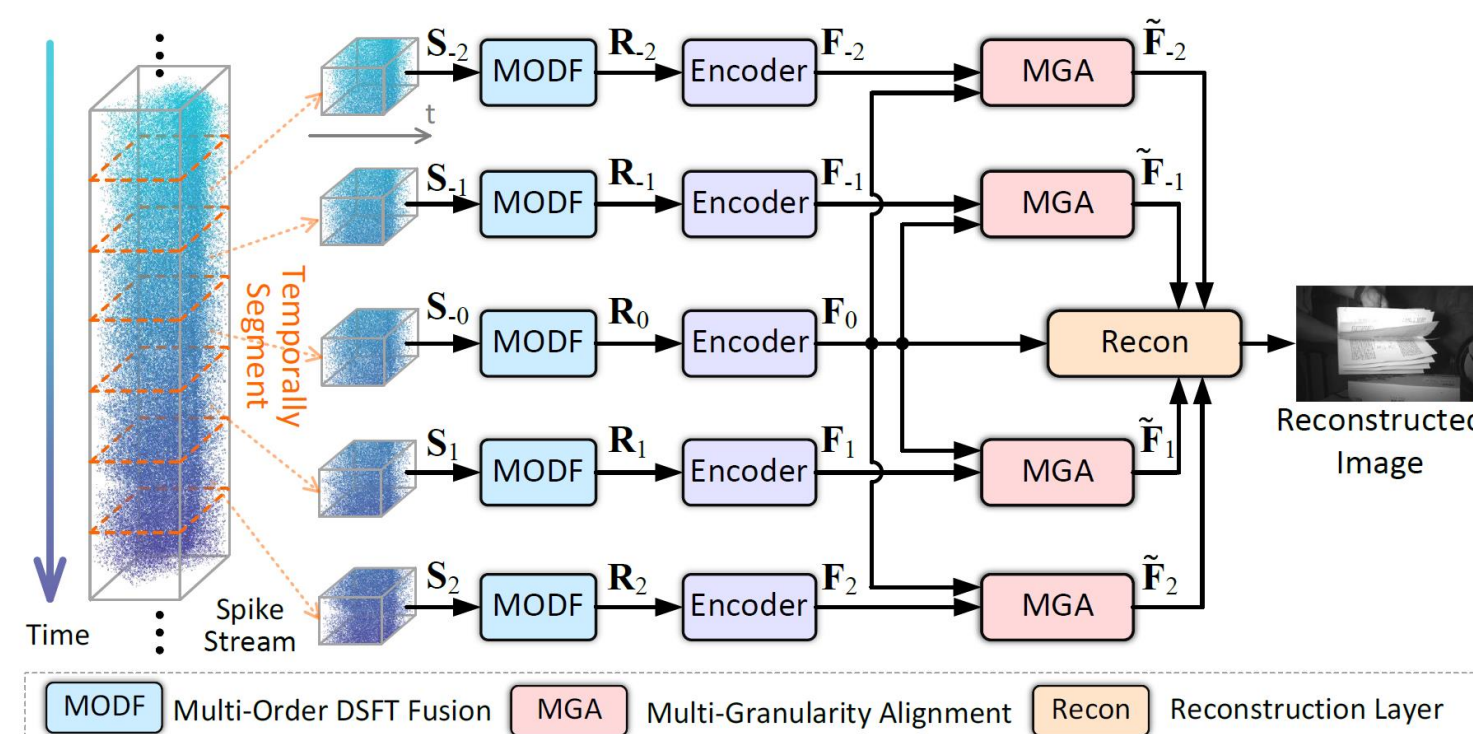 S-2 MODF R-2 Encoder F-2 MGA F̃-2
t
S-1 MODF R-1 Encoder F-1 MGA F̃-1
Temporally
Segment
S-0 MODF R0 Encoder F0 Recon
Reconstructed
Image
S1 MODF R1 Encoder F1 MGA F̃1
S2 MODF R2 Encoder F2 MGA F̃2
Time
Spike
Stream
MODF Multi-Order DSFT Fusion MGA Multi-Granularity Alignment Recon Reconstruction Layer